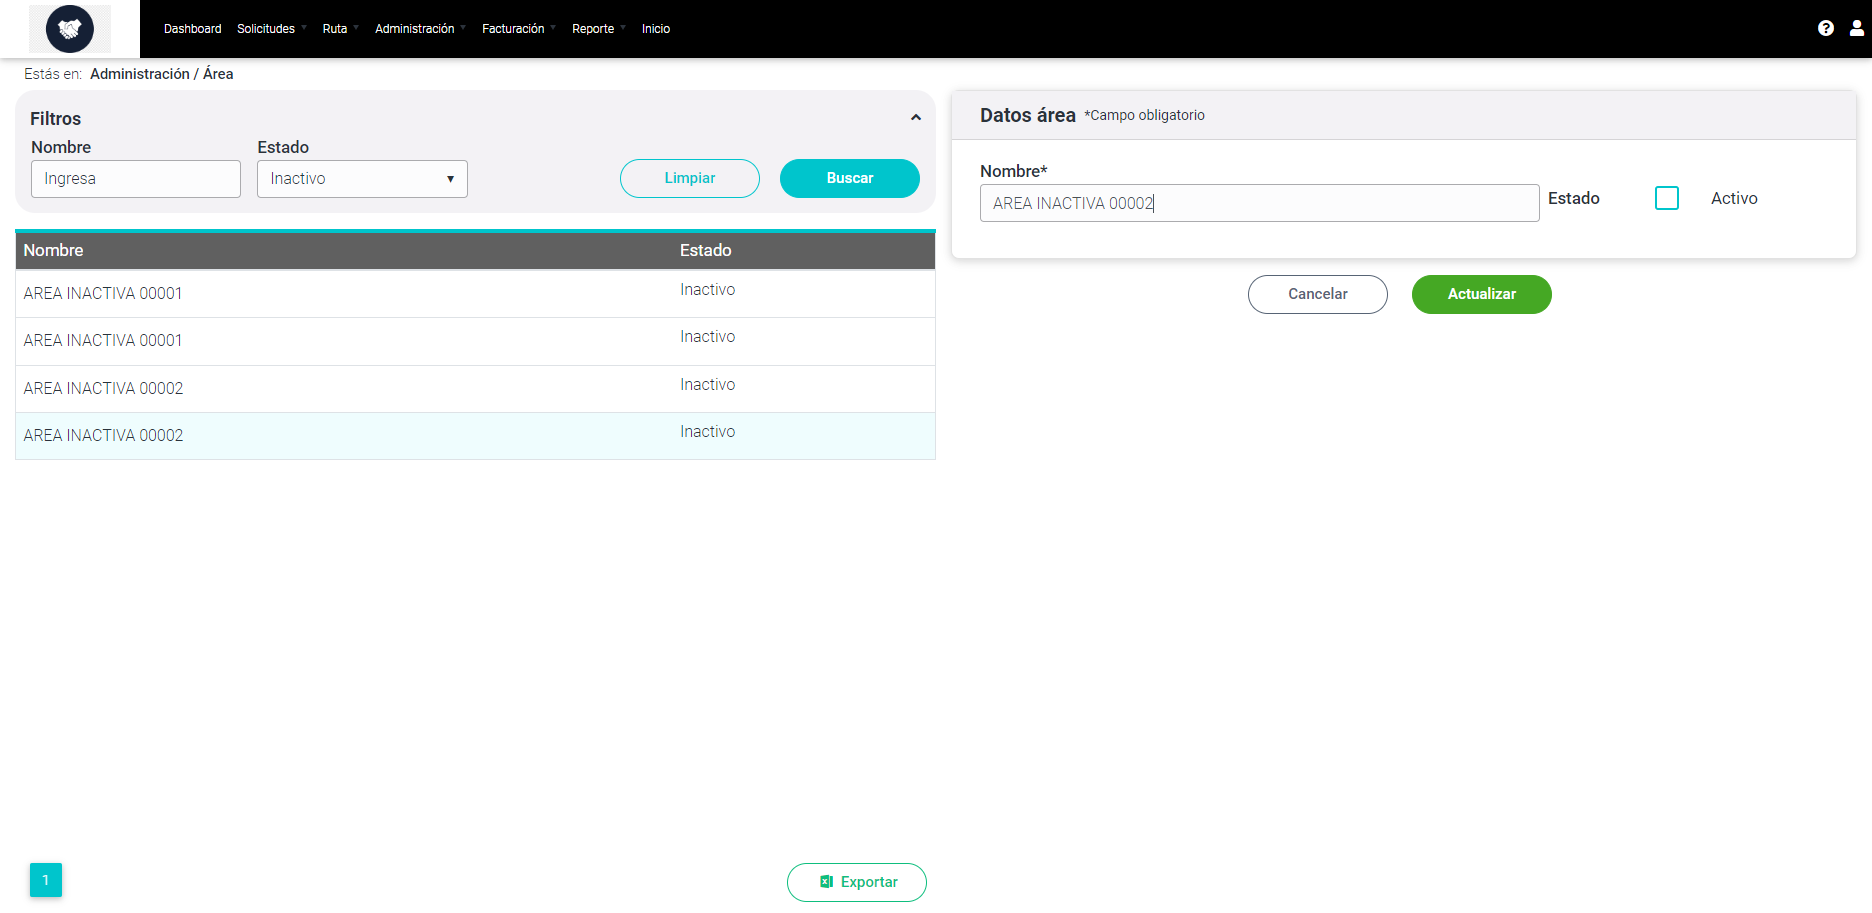 Dashboard Solicitudes Ruta Administración Facturación Reporte Inicio
Estás en: Administración / Área
Filtros
Nombre Estado
Ingresa Inactivo Limpiar Buscar
Nombre Estado
AREA INACTIVA 00001 Inactivo
AREA INACTIVA 00001 Inactivo
AREA INACTIVA 00002 Inactivo
AREA INACTIVA 00002 Inactivo
1 Exportar
Datos área *Campo obligatorio
Nombre*
AREA INACTIVA 00002 Estado Activo
Cancelar Actualizar